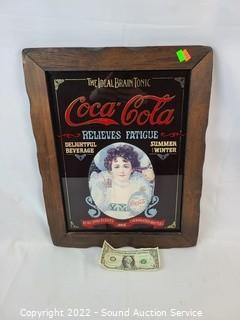 THE IDEAL BRAIN TONIC
Coca-Cola
RELIEVES FATIGUE
DELIGHTFUL BEVERAGE
SUMMER WINTER
Copyright 2022 - Sound Auction Service